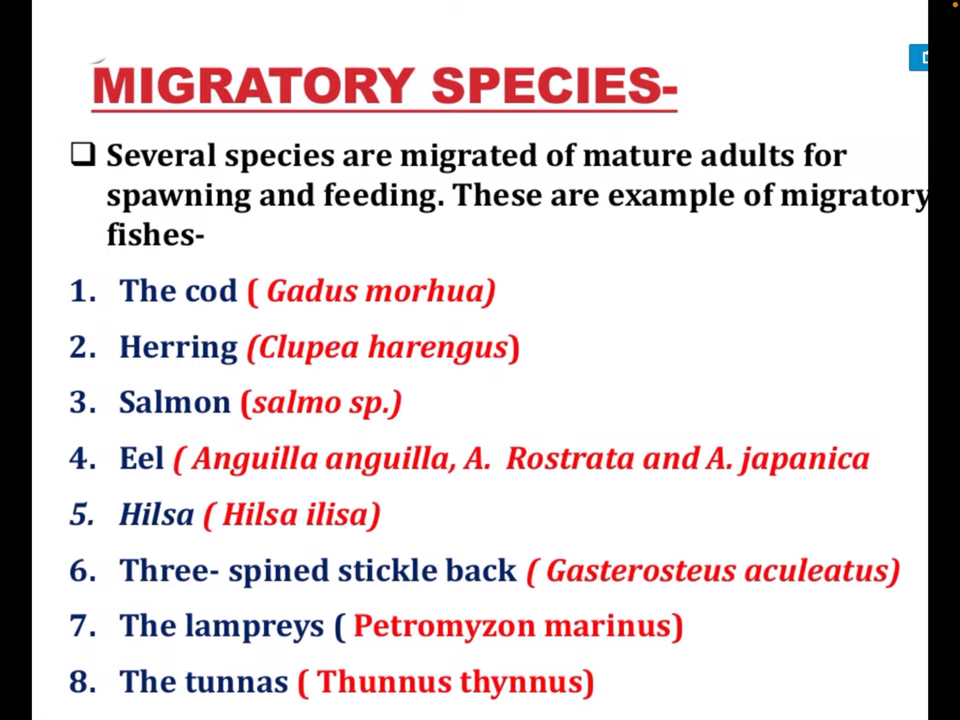 MIGRATORY SPECIES-
❑ Several species are migrated of mature adults for
spawning and feeding. These are example of migratory
fishes-
1. The cod ( Gadus morhua)
2. Herring (Clupea harengus)
3. Salmon (salmo sp.)
4. Eel ( Anguilla anguilla, A. Rostrata and A. japanica
5. Hilsa ( Hilsa ilisa)
6. Three- spined stickle back ( Gasterosteus aculeatus)
7. The lampreys ( Petromyzon marinus)
8. The tunnas ( Thunnus thynnus)